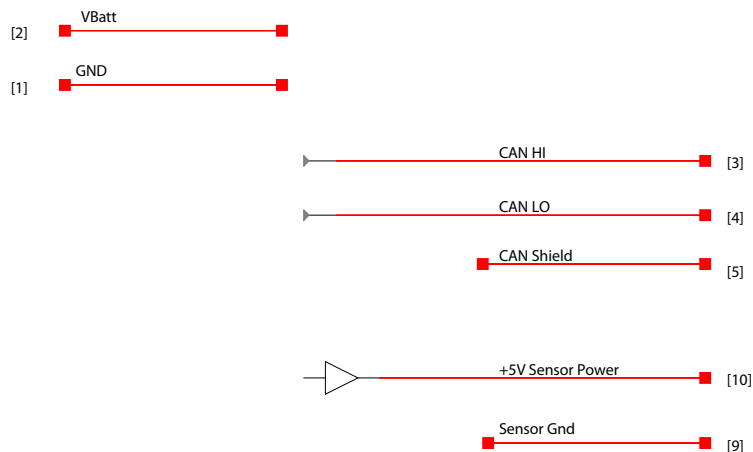 VBatt
[2]
GND
[1]
CAN HI
[3]
CAN LO
[4]
CAN Shield
[5]
+5V Sensor Power
[10]
Sensor Gnd
[9]